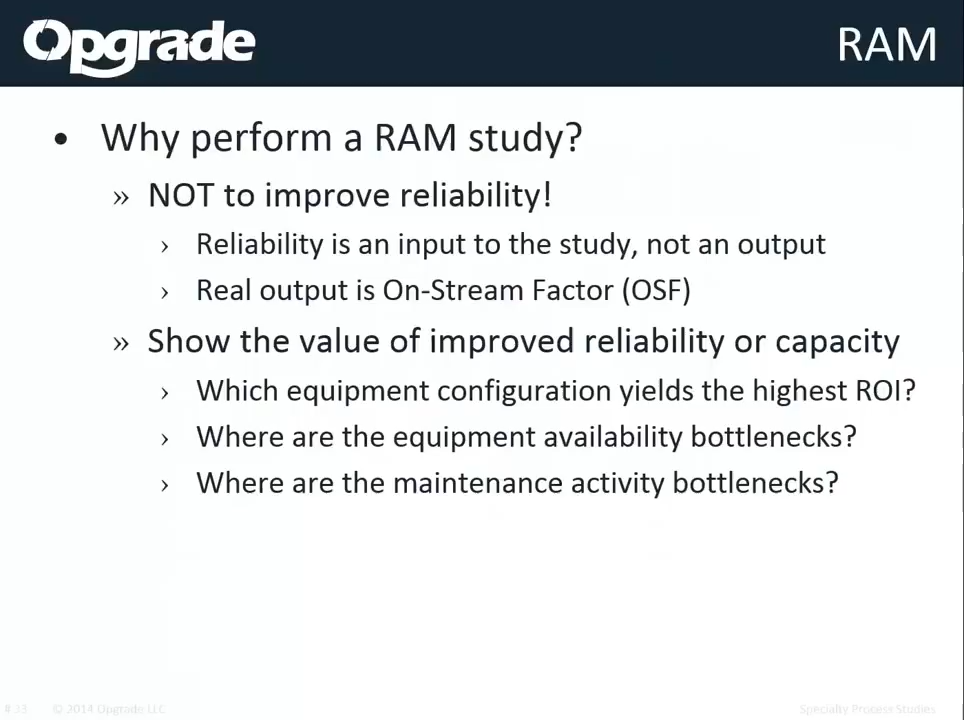 Opgrade
RAM
• Why perform a RAM study?
» NOT to improve reliability!
› Reliability is an input to the study, not an output
› Real output is On-Stream Factor (OSF)
» Show the value of improved reliability or capacity
› Which equipment configuration yields the highest ROI?
› Where are the equipment availability bottlenecks?
› Where are the maintenance activity bottlenecks?
# 33 © 2014 Opgrade LLC Specialty Process Studies